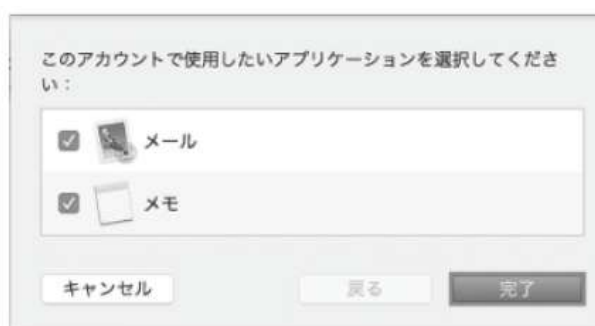 このアカウントで使用したいアプリケーションを選択してくださ
い：
メール
メモ
キャンセル
戻る
完了